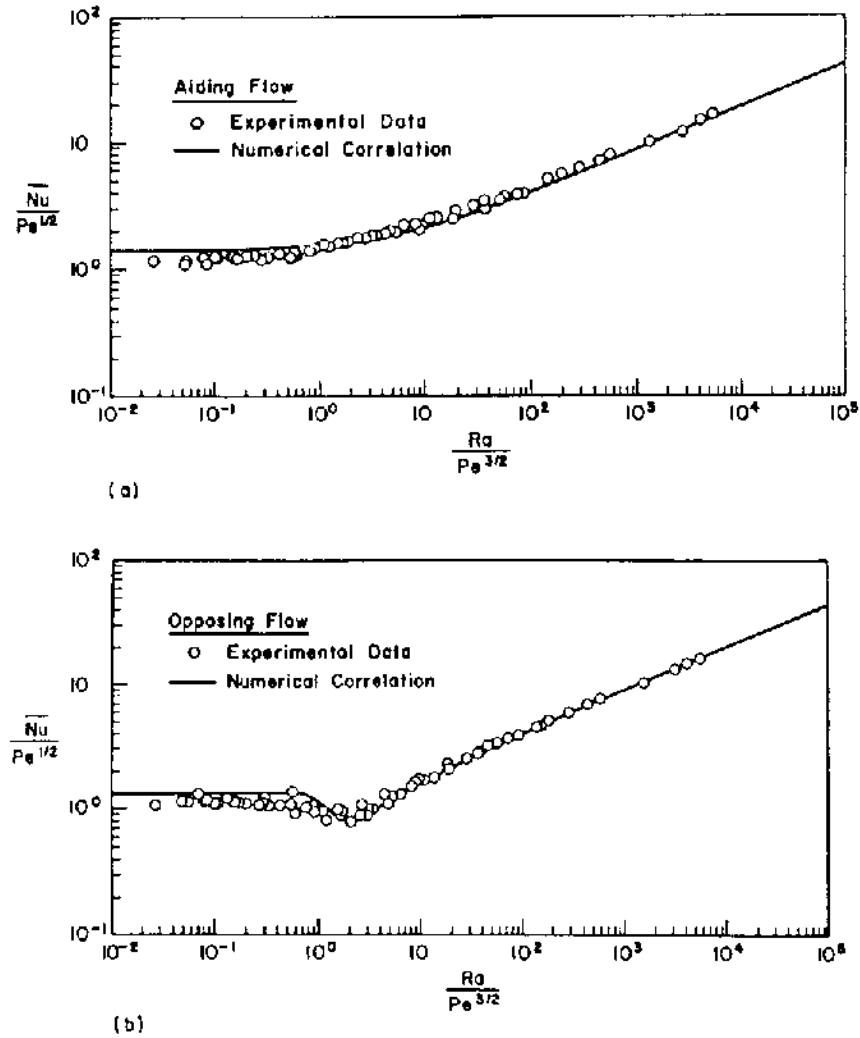 10²
Aiding Flow
Experimental Data
Numerical Correlation
10
N̅u̅
Pe^1/2
10⁰
10⁻¹
10⁻² 10⁻¹ 10⁰ 10 10² 10³ 10⁴ 10⁵
Ra
Pe^3/2
(a)
10²
Opposing Flow
Experimental Data
Numerical Correlation
10
N̅u̅
Pe^1/2
10⁰
10⁻¹
10⁻² 10⁻¹ 10⁰ 10 10² 10³ 10⁴ 10⁵
Ra
Pe^3/2
(b)